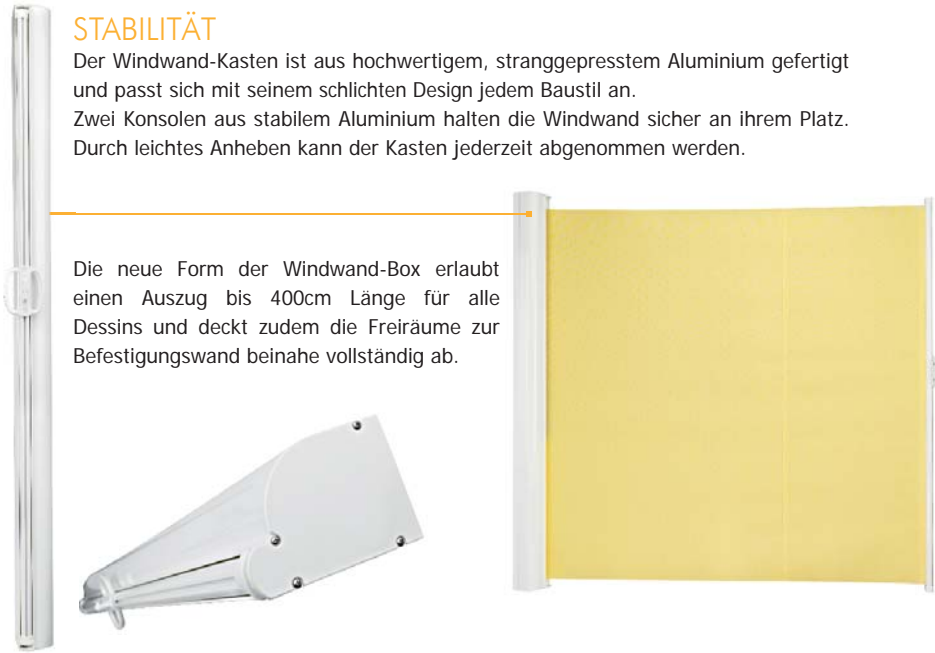 STABILITÄT
Der Windwand-Kasten ist aus hochwertigem, stranggepresstem Aluminium gefertigt
und passt sich mit seinem schlichten Design jedem Baustil an.
Zwei Konsolen aus stabilem Aluminium halten die Windwand sicher an ihrem Platz.
Durch leichtes Anheben kann der Kasten jederzeit abgenommen werden.
Die neue Form der Windwand-Box erlaubt
einen Auszug bis 400cm Länge für alle
Dessins und deckt zudem die Freiräume zur
Befestigungswand beinahe vollständig ab.